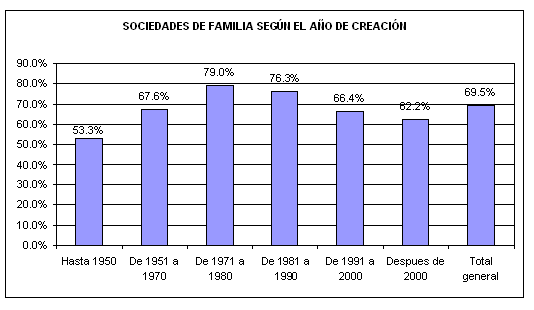 SOCIEDADES DE FAMILIA SEGÚN EL AÑO DE CREACIÓN
90.0%
80.0%
70.0%
60.0%
50.0%
40.0%
30.0%
20.0%
10.0%
0.0%
53.3%
67.6%
79.0%
76.3%
66.4%
62.2%
69.5%
Hasta 1950
De 1951 a
1970
De 1971 a
1980
De 1981 a
1990
De 1991 a
2000
Despues de
2000
Total
general